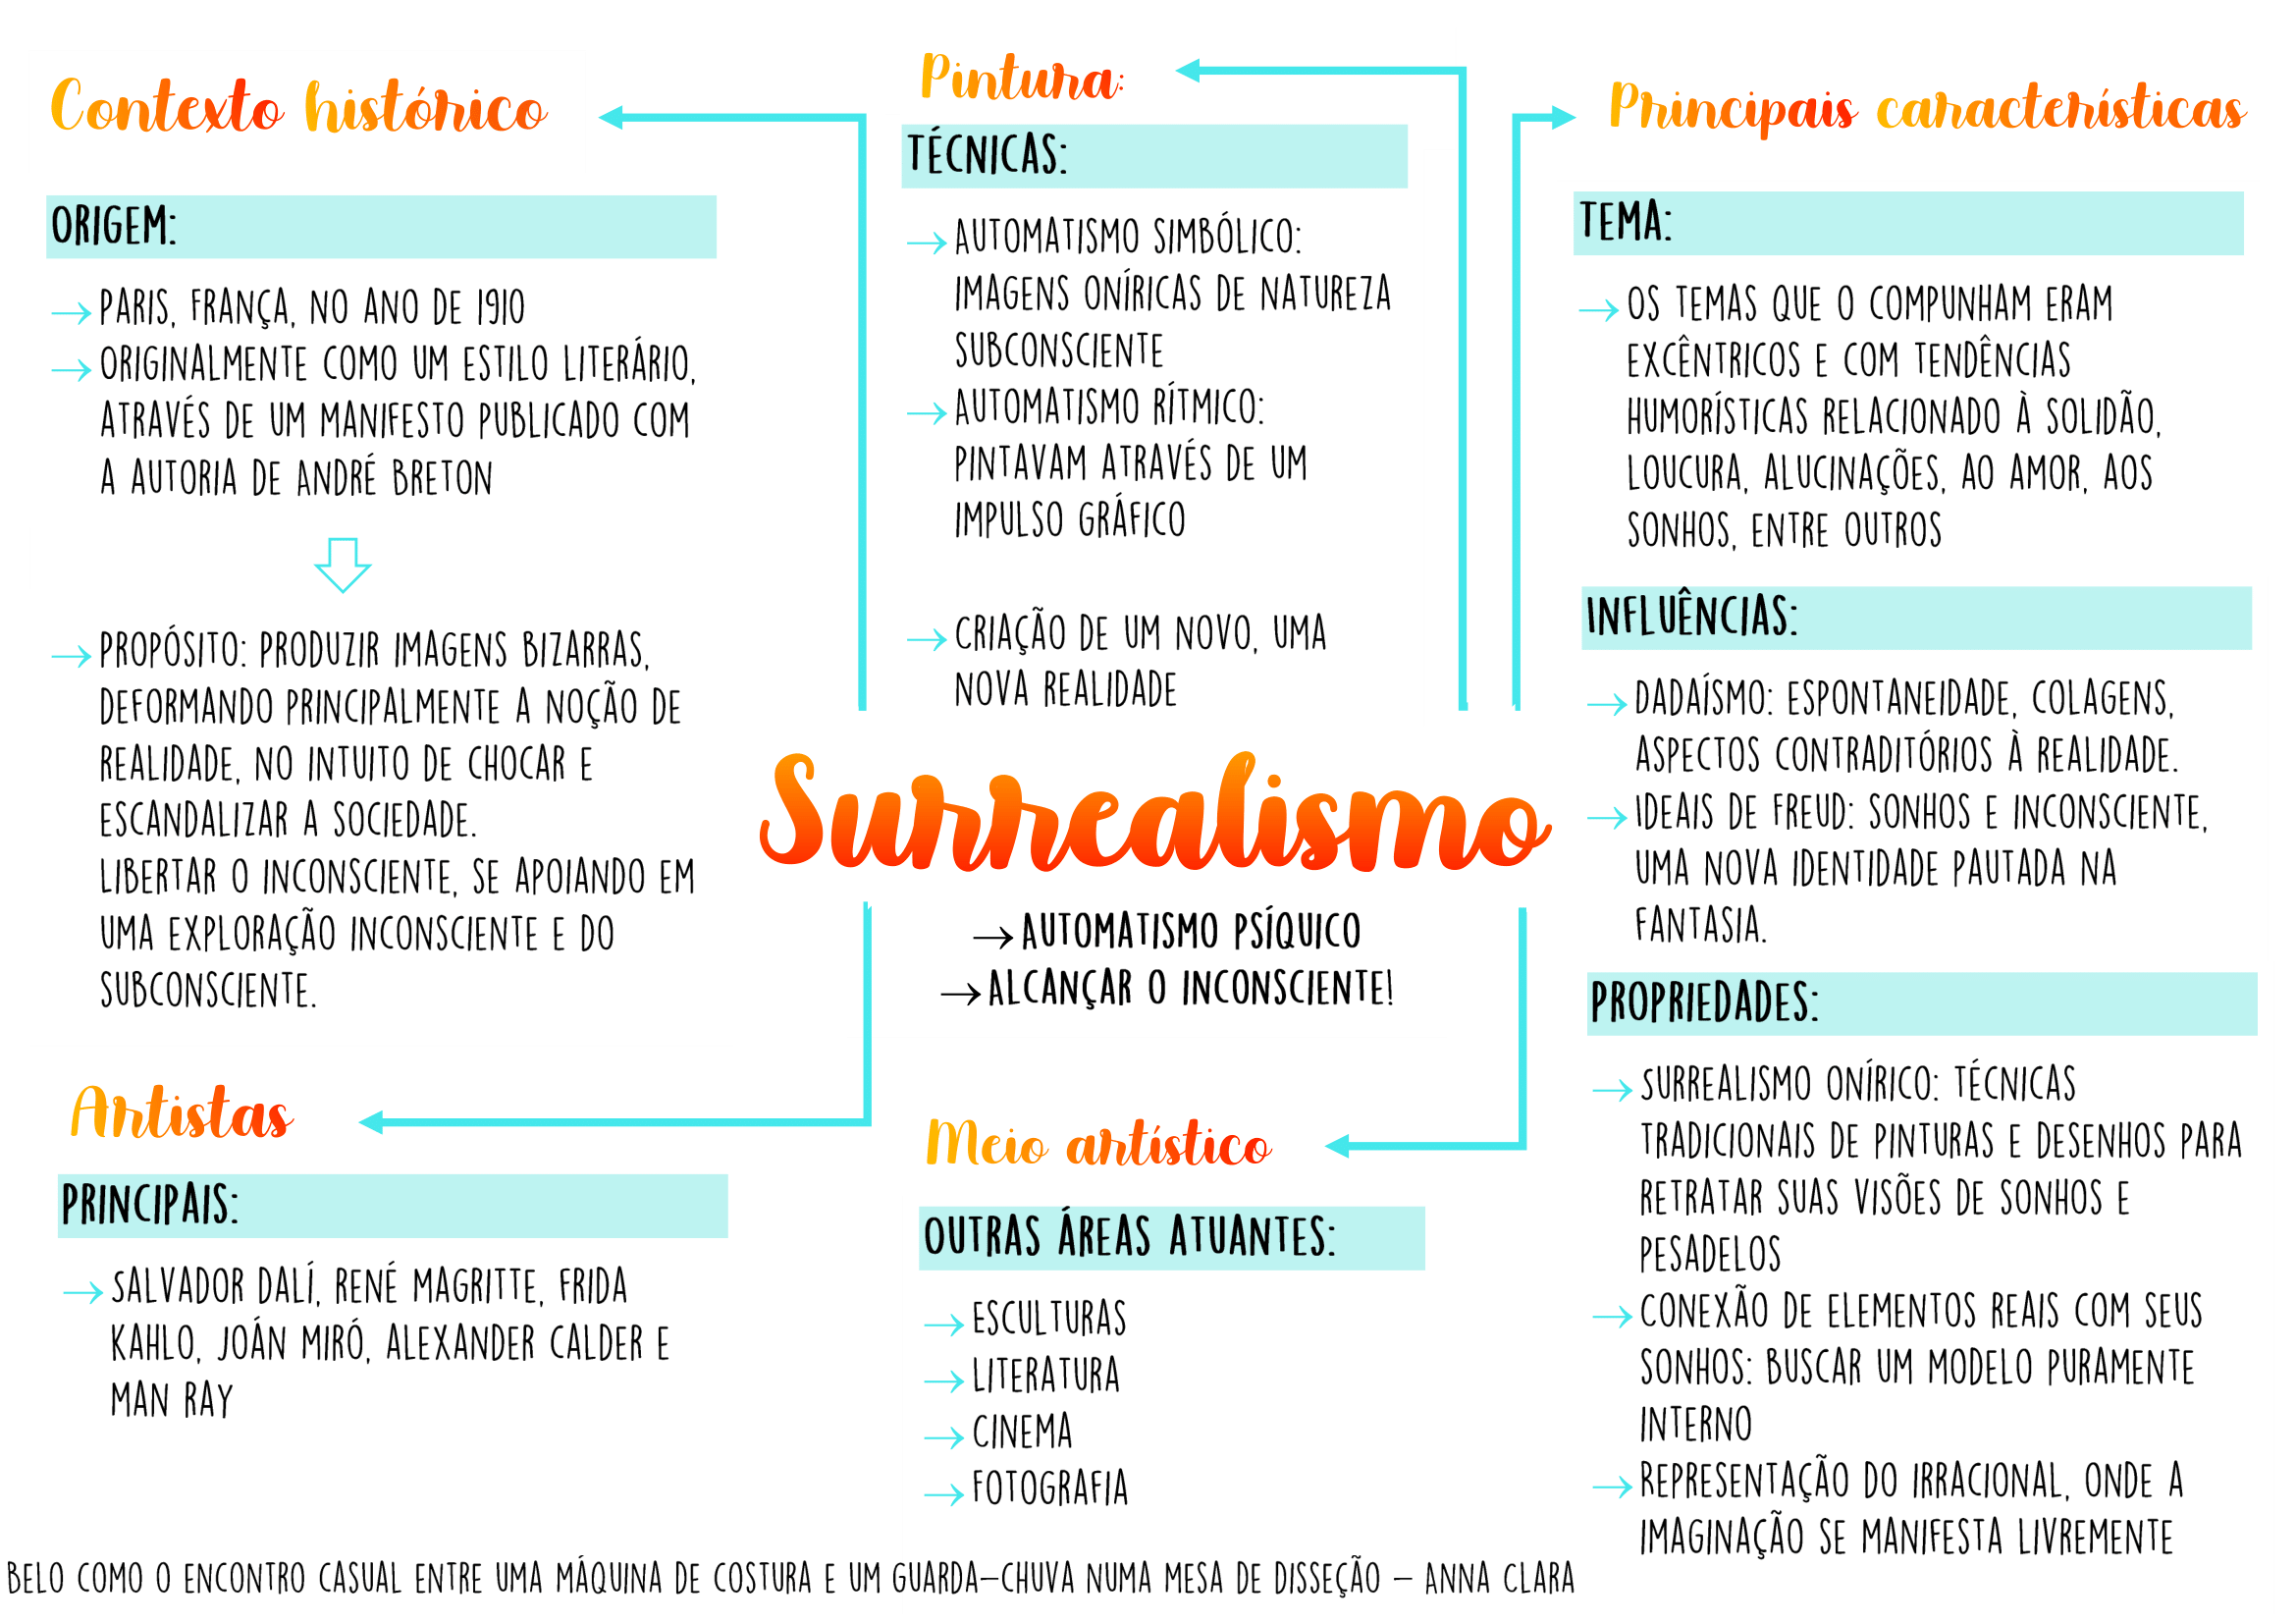 Contexto histórico
ORIGEM:
→ PARIS, FRANÇA, NO ANO DE 1910
→ ORIGINALMENTE COMO UM ESTILO LITERÁRIO,
ATRAVÉS DE UM MANIFESTO PUBLICADO COM
A AUTORIA DE ANDRÉ BRETON
→ PROPÓSITO: PRODUZIR IMAGENS BIZARRAS,
DEFORMANDO PRINCIPALMENTE A NOÇÃO DE
REALIDADE, NO INTUITO DE CHOCAR E
ESCANDALIZAR A SOCIEDADE.
LIBERTAR O INCONSCIENTE, SE APOIANDO EM
UMA EXPLORAÇÃO INCONSCIENTE E DO
SUBCONSCIENTE.
Pintura:
TÉCNICAS:
→ AUTOMATISMO SIMBÓLICO:
IMAGENS ONÍRICAS DE NATUREZA
SUBCONSCIENTE
→ AUTOMATISMO RÍTMICO:
PINTAVAM ATRAVÉS DE UM
IMPULSO GRÁFICO
→ CRIAÇÃO DE UM NOVO, UMA
NOVA REALIDADE
Principais características
TEMA:
→ OS TEMAS QUE O COMPUNHAM ERAM
EXCÊNTRICOS E COM TENDÊNCIAS
HUMORÍSTICAS RELACIONADO À SOLIDÃO,
LOUCURA, ALUCINAÇÕES, AO AMOR, AOS
SONHOS, ENTRE OUTROS
INFLUÊNCIAS:
→ DADAÍSMO: ESPONTANEIDADE, COLAGENS,
ASPECTOS CONTRADITÓRIOS À REALIDADE.
→ IDEAIS DE FREUD: SONHOS E INCONSCIENTE,
UMA NOVA IDENTIDADE PAUTADA NA
FANTASIA.
PROPRIEDADES:
→ SURREALISMO ONÍRICO: TÉCNICAS
TRADICIONAIS DE PINTURAS E DESENHOS PARA
RETRATAR SUAS VISÕES DE SONHOS E
PESADELOS
→ CONEXÃO DE ELEMENTOS REAIS COM SEUS
SONHOS: BUSCAR UM MODELO PURAMENTE
INTERNO
→ REPRESENTAÇÃO DO IRRACIONAL, ONDE A
IMAGINAÇÃO SE MANIFESTA LIVREMENTE
Surrealismo
→ AUTOMATISMO PSÍQUICO
→ ALCANÇAR O INCONSCIENTE!
Artistas
PRINCIPAIS:
→ SALVADOR DALÍ, RENÉ MAGRITTE, FRIDA
KAHLO, JOÁN MIRÓ, ALEXANDER CALDER E
MAN RAY
Meio artístico
OUTRAS ÁREAS ATUANTES:
→ ESCULTURAS
→ LITERATURA
→ CINEMA
→ FOTOGRAFIA
BELO COMO O ENCONTRO CASUAL ENTRE UMA MÁQUINA DE COSTURA E UM GUARDA-CHUVA NUMA MESA DE DISSEÇÃO - ANNA CLARA